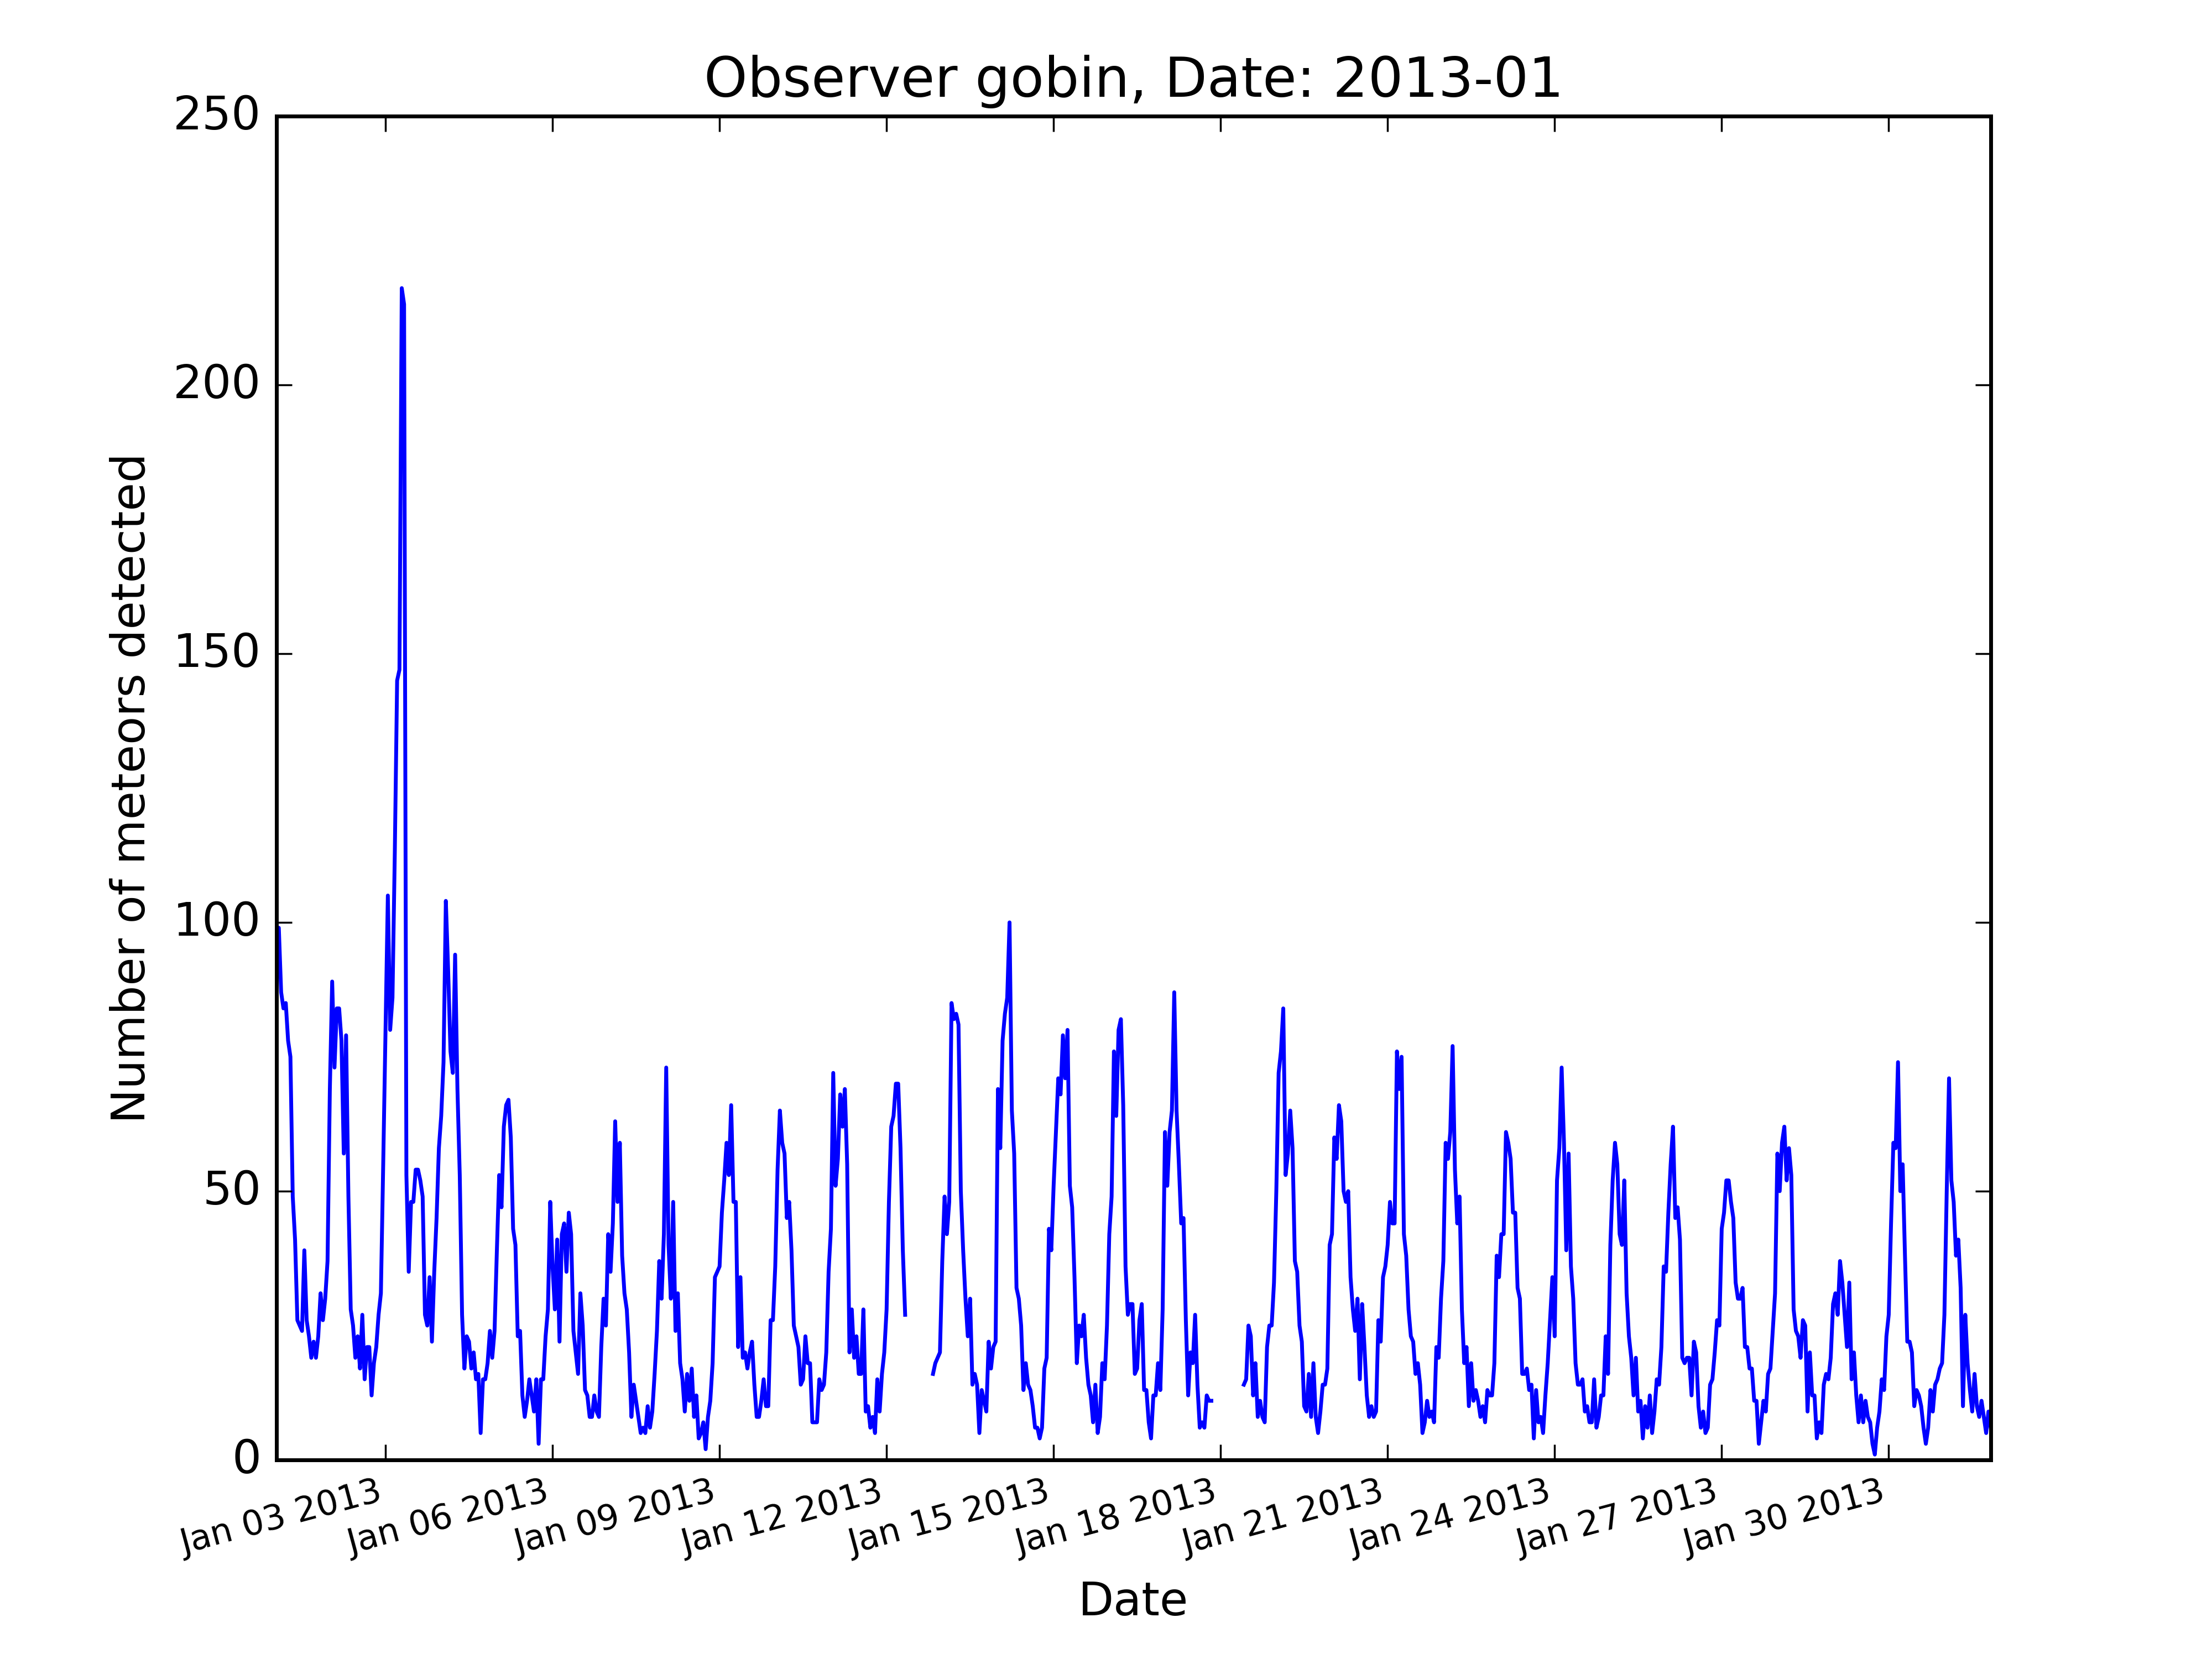 Observer gobin, Date: 2013-01
250
200
150
100
50
0
Number of meteors detected
Jan 03 2013
Jan 06 2013
Jan 09 2013
Jan 12 2013
Jan 15 2013
Jan 18 2013
Jan 21 2013
Jan 24 2013
Jan 27 2013
Jan 30 2013
Date